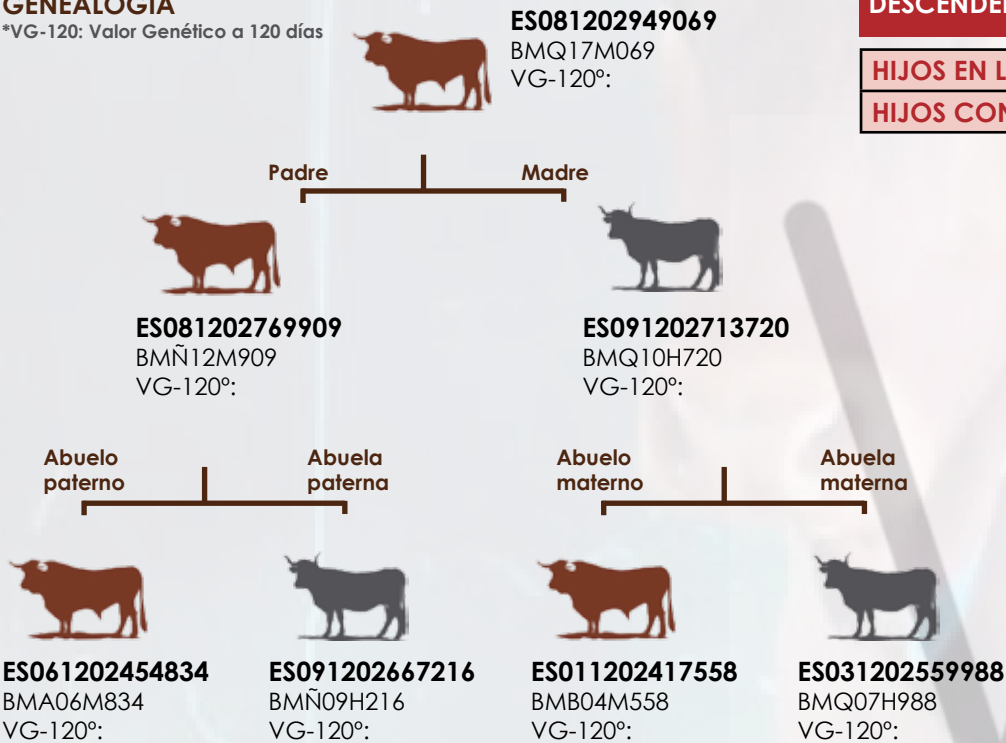 GENEALOGÍA
*VG-120: Valor Genético a 120 días
ES081202949069
BMQ17M069
VG-120º:
HIJOS EN
HIJOS
Padre
Madre
ES081202769909
BMÑ12M909
VG-120º:
ES091202713720
BMQ10H720
VG-120º:
Abuelo
paterno
Abuela
paterna
Abuelo
materno
Abuela
materna
ES061202454834
BMA06M834
VG-120º:
ES091202667216
BMÑ09H216
VG-120º:
ES011202417558
BMB04M558
VG-120º:
ES031202559988
BMQ07H988
VG-120º: